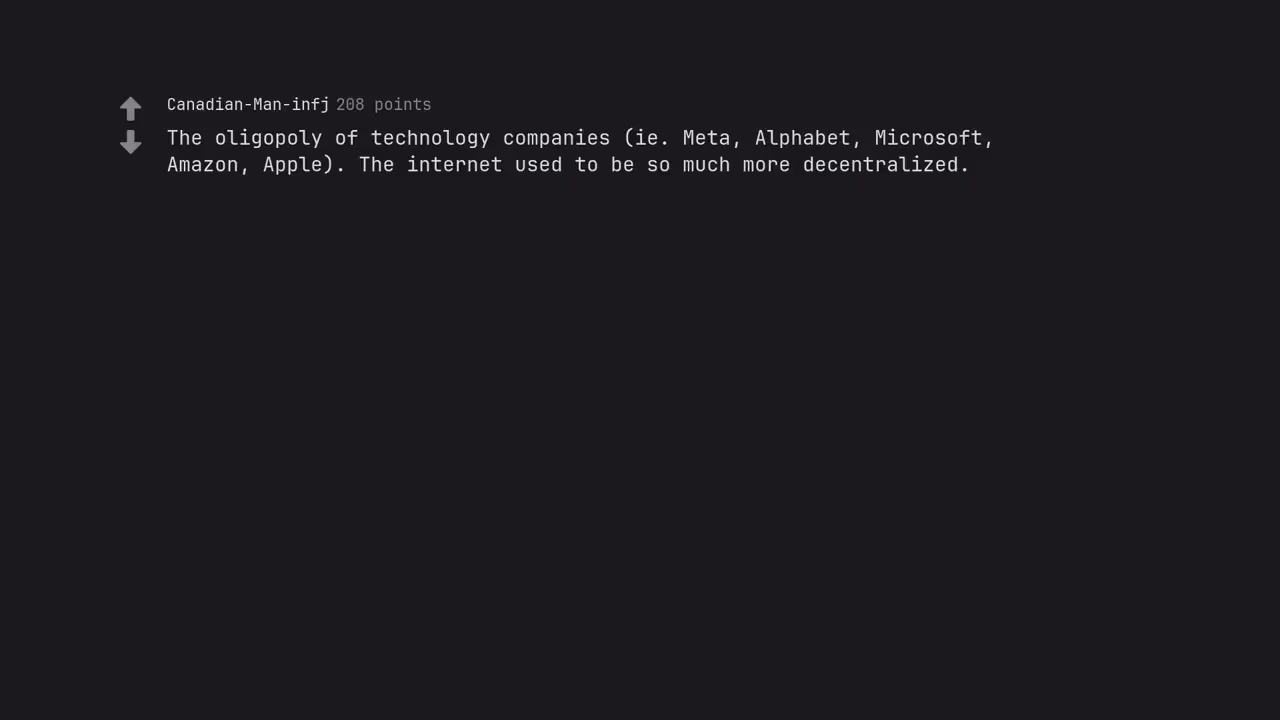 Canadian-Man-infj 208 points
The oligopoly of technology companies (ie. Meta, Alphabet, Microsoft,
Amazon, Apple). The internet used to be so much more decentralized.